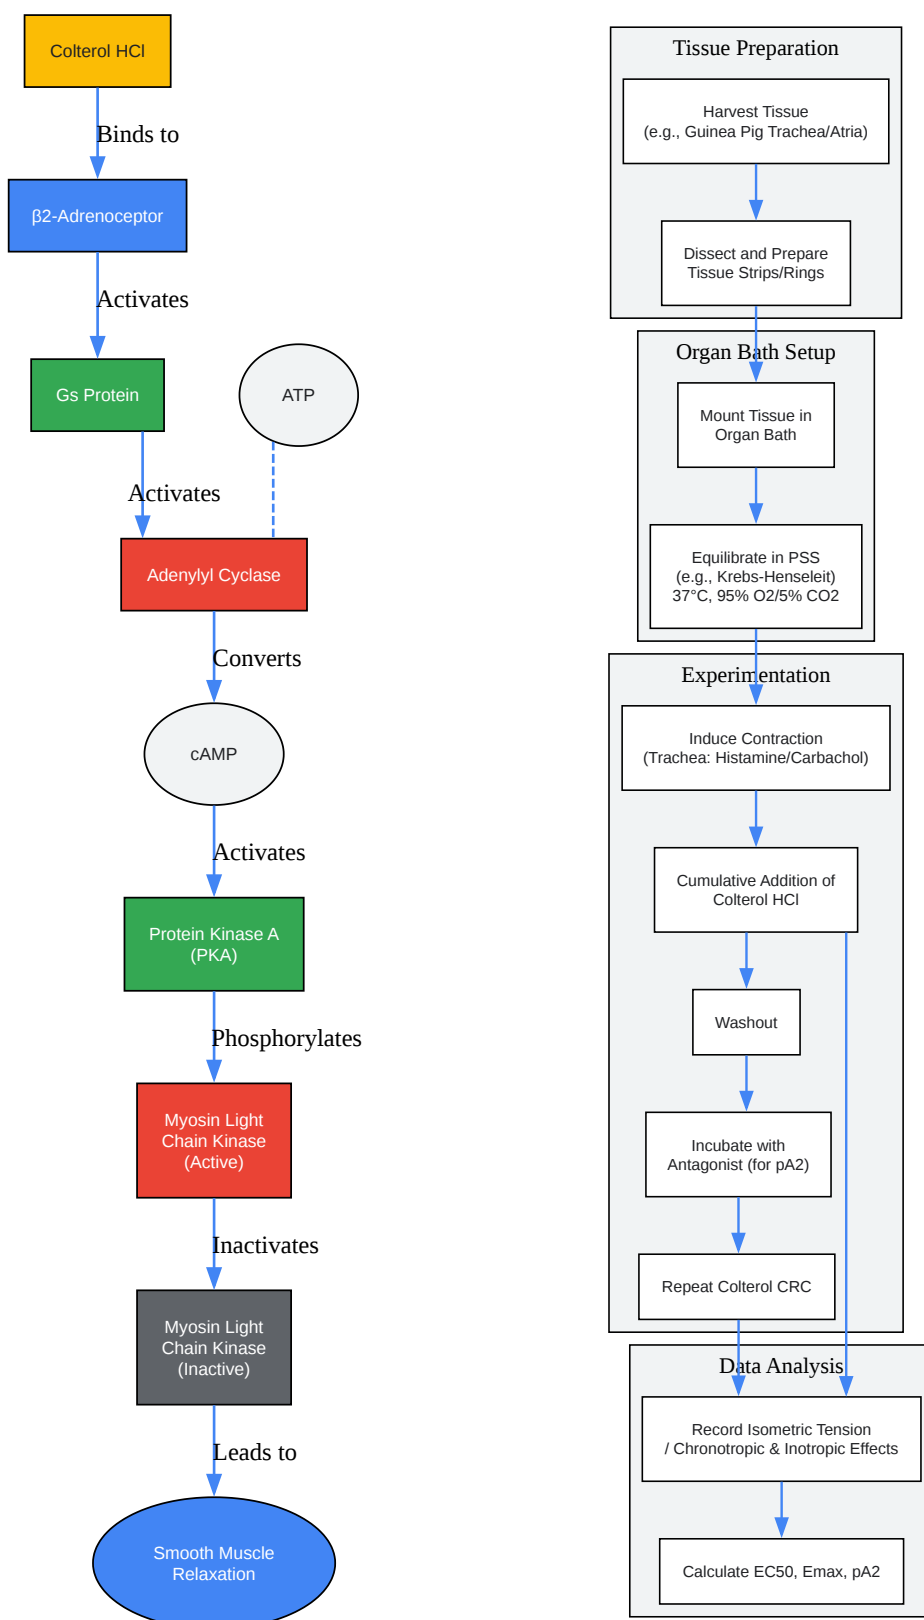 Colterol HCl
Binds to
β2-Adrenoceptor
Activates
Gs Protein
ATP
Activates
Adenylyl Cyclase
Converts
cAMP
Activates
Protein Kinase A
(PKA)
Phosphorylates
Myosin Light
Chain Kinase
(Active)
Inactivates
Myosin Light
Chain Kinase
(Inactive)
Leads to
Smooth Muscle
Relaxation
Tissue Preparation
Harvest Tissue
(e.g., Guinea Pig Trachea/Atria)
Dissect and Prepare
Tissue Strips/Rings
Organ Bath Setup
Mount Tissue in
Organ Bath
Equilibrate in PSS
(e.g., Krebs-Henseleit)
37°C, 95% O2/5% CO2
Experimentation
Induce Contraction
(Trachea: Histamine/Carbachol)
Cumulative Addition of
Colterol HCl
Washout
Incubate with
Antagonist (for pA2)
Repeat Colterol CRC
Data Analysis
Record Isometric Tension
/ Chronotropic & Inotropic Effects
Calculate EC50, Emax, pA2